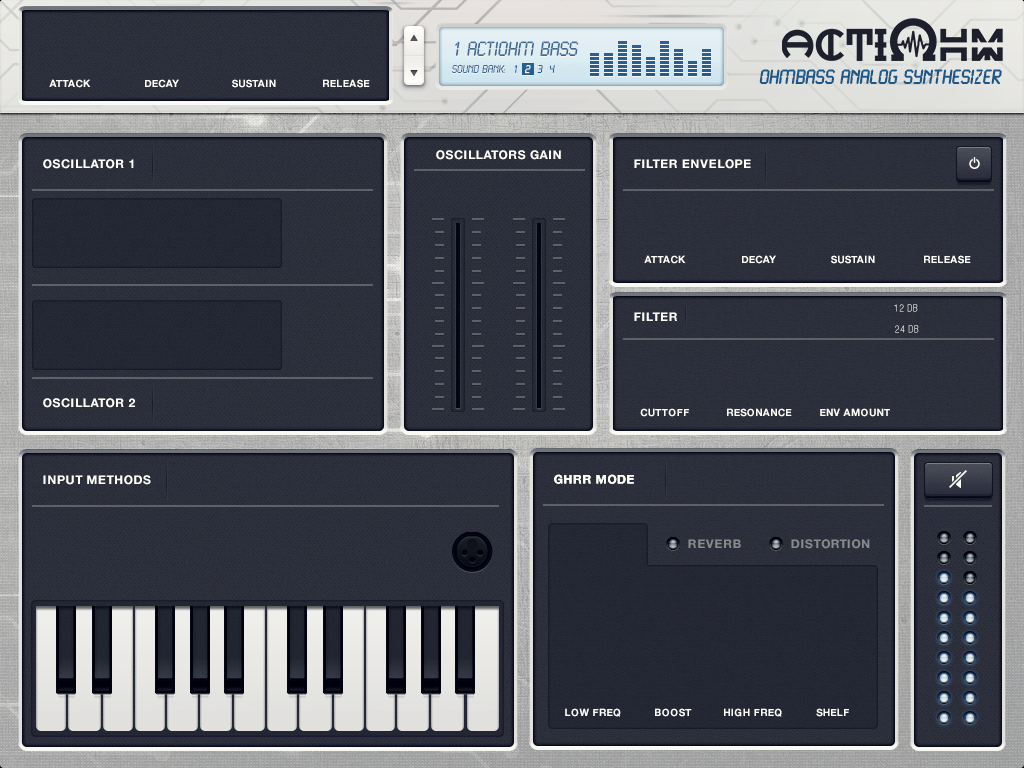 ATTACK DECAY SUSTAIN RELEASE
1 ACTIOHM BASS
SOUND BANK: 1 2 3 4
ACTIOHM
OHMBASS ANALOG SYNTHESIZER
OSCILLATOR 1
OSCILLATOR 2
OSCILLATORS GAIN
FILTER ENVELOPE
ATTACK DECAY SUSTAIN RELEASE
FILTER
12 DB
24 DB
CUTTOFF RESONANCE ENV AMOUNT
INPUT METHODS
GHRR MODE
REVERB DISTORTION
LOW FREQ BOOST HIGH FREQ SHELF